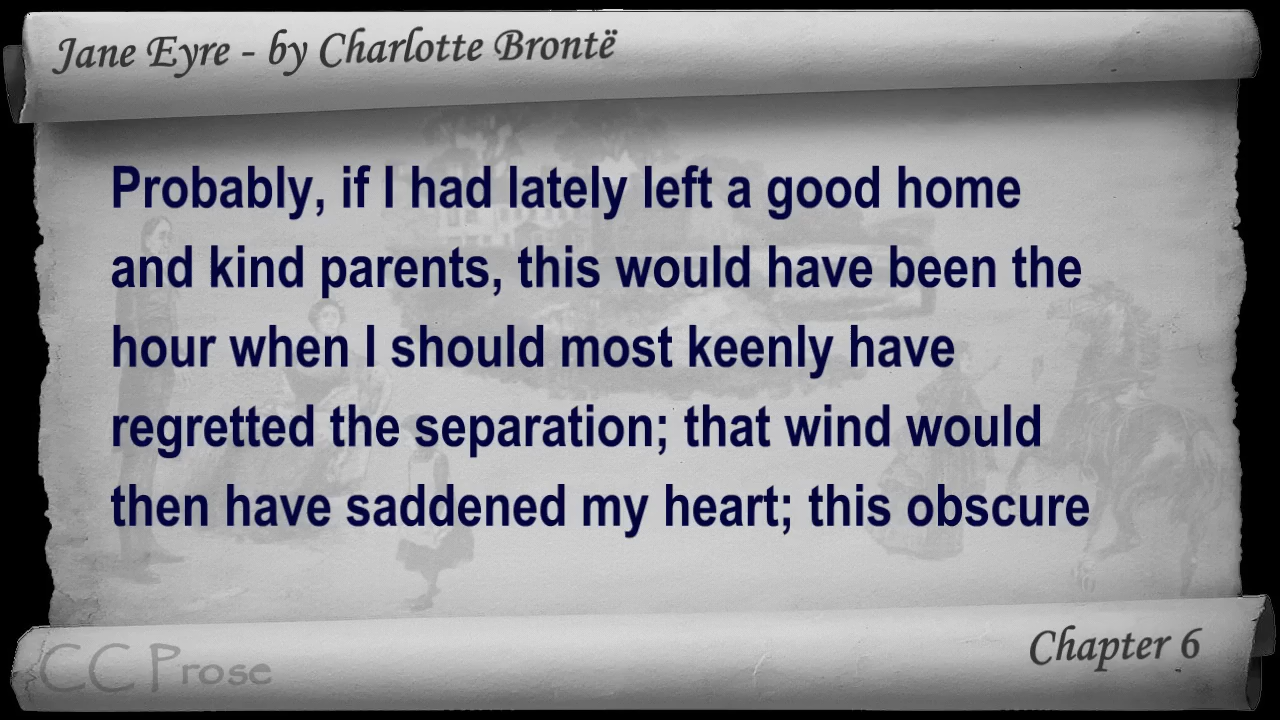 Jane Eyre - by Charlotte Brontë
Probably, if I had lately left a good home
and kind parents, this would have been the
hour when I should most keenly have
regretted the separation; that wind would
then have saddened my heart; this obscure
Chapter 6
CC Prose